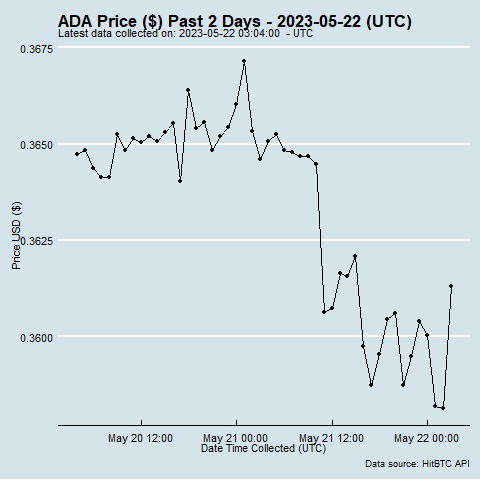 ADA Price ($) Past 2 Days - 2023-05-22 (UTC)
Latest data collected on: 2023-05-22 03:04:00  - UTC
0.3675
0.3650
0.3625
0.3600
Price USD ($)
May 20 12:00
May 21 00:00
May 21 12:00
May 22 00:00
Date Time Collected (UTC)
Data source: HitBTC API